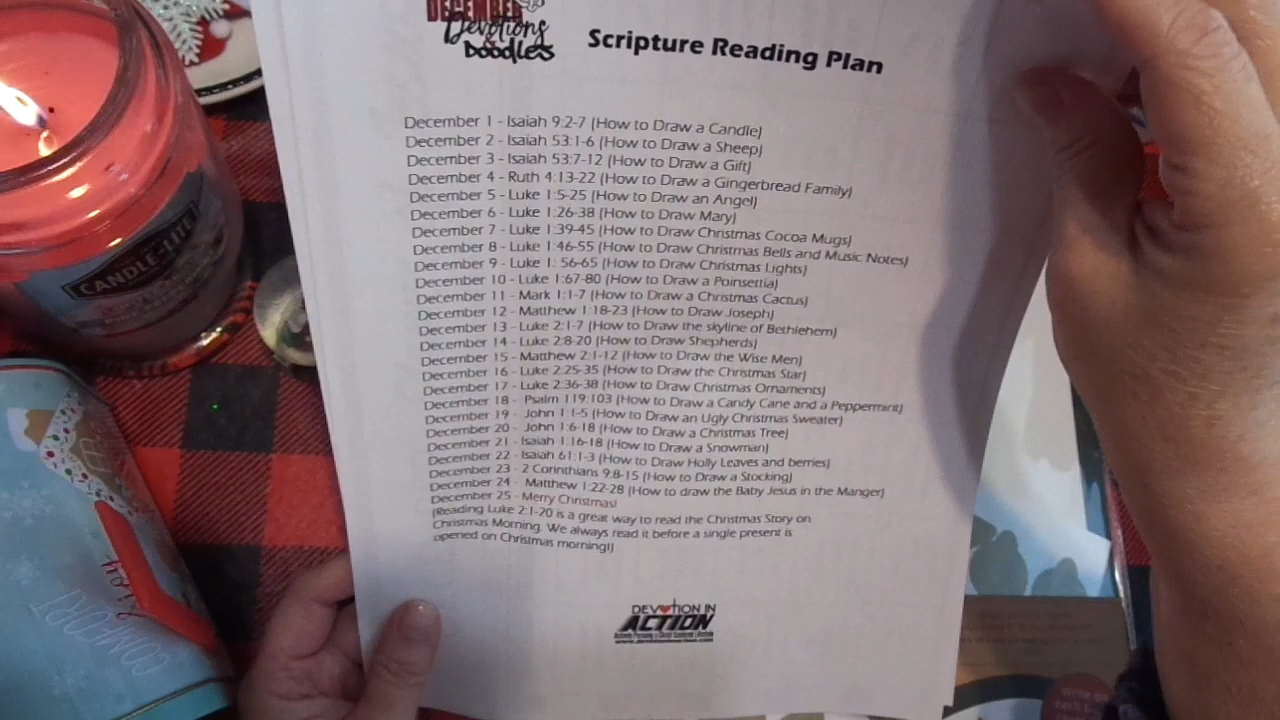 DECEMBER
Devotions
&
Doodles
Scripture Reading Plan
December 1 - Isaiah 9:2-7 (How to Draw a Candle)
December 2 - Isaiah 53:1-6 (How to Draw a Sheep)
December 3 - Isaiah 53:7-12 (How to Draw a Gift)
December 4 - Ruth 4:13-22 (How to Draw a Gingerbread Family)
December 5 - Luke 1:5-25 (How to Draw an Angel)
December 6 - Luke 1:26-38 (How to Draw Mary)
December 7 - Luke 1:39-45 (How to Draw Christmas Cocoa Mugs)
December 8 - Luke 1:46-55 (How to Draw Christmas Bells and Music Notes)
December 9 - Luke 1: 56-65 (How to Draw Christmas Lights)
December 10 - Luke 1:67-80 (How to Draw a Poinsettia)
December 11 - Mark 1:1-7 (How to Draw a Christmas Cactus)
December 12 - Matthew 1:18-23 (How to Draw Joseph)
December 13 - Luke 2:1-7 (How to Draw the skyline of Bethlehem)
December 14 - Luke 2:8-20 (How to Draw Shepherds)
December 15 - Matthew 2:1-12 (How to Draw the Wise Men)
December 16 - Luke 2:25-35 (How to Draw the Christmas Star)
December 17 - Luke 2:36-38 (How to Draw Christmas Ornaments)
December 18 - Psalm 119:103 (How to Draw a Candy Cane and a Peppermint)
December 19 - John 1:1-5 (How to Draw an Ugly Christmas Sweater)
December 20 - John 1:6-18 (How to Draw a Christmas Tree)
December 21 - Isaiah 1:16-18 (How to Draw a Snowman)
December 22 - Isaiah 61:1-3 (How to Draw Holly Leaves and berries)
December 23 - 2 Corinthians 9:8-15 (How to Draw a Stocking)
December 24 - Matthew 1:22-28 (How to draw the Baby Jesus in the Manger)
December 25 - Merry Christmas!
(Reading Luke 2:1-20 is a great way to read the Christmas Story on
Christmas Morning. We always read it before a single present is
opened on Christmas morning!)
DEVOTION IN
ACTION
Actively Pursuing a Christ Centered Lifestyle
www.devotioninaction.com
CANDLE-LITE
COMFORT
joy